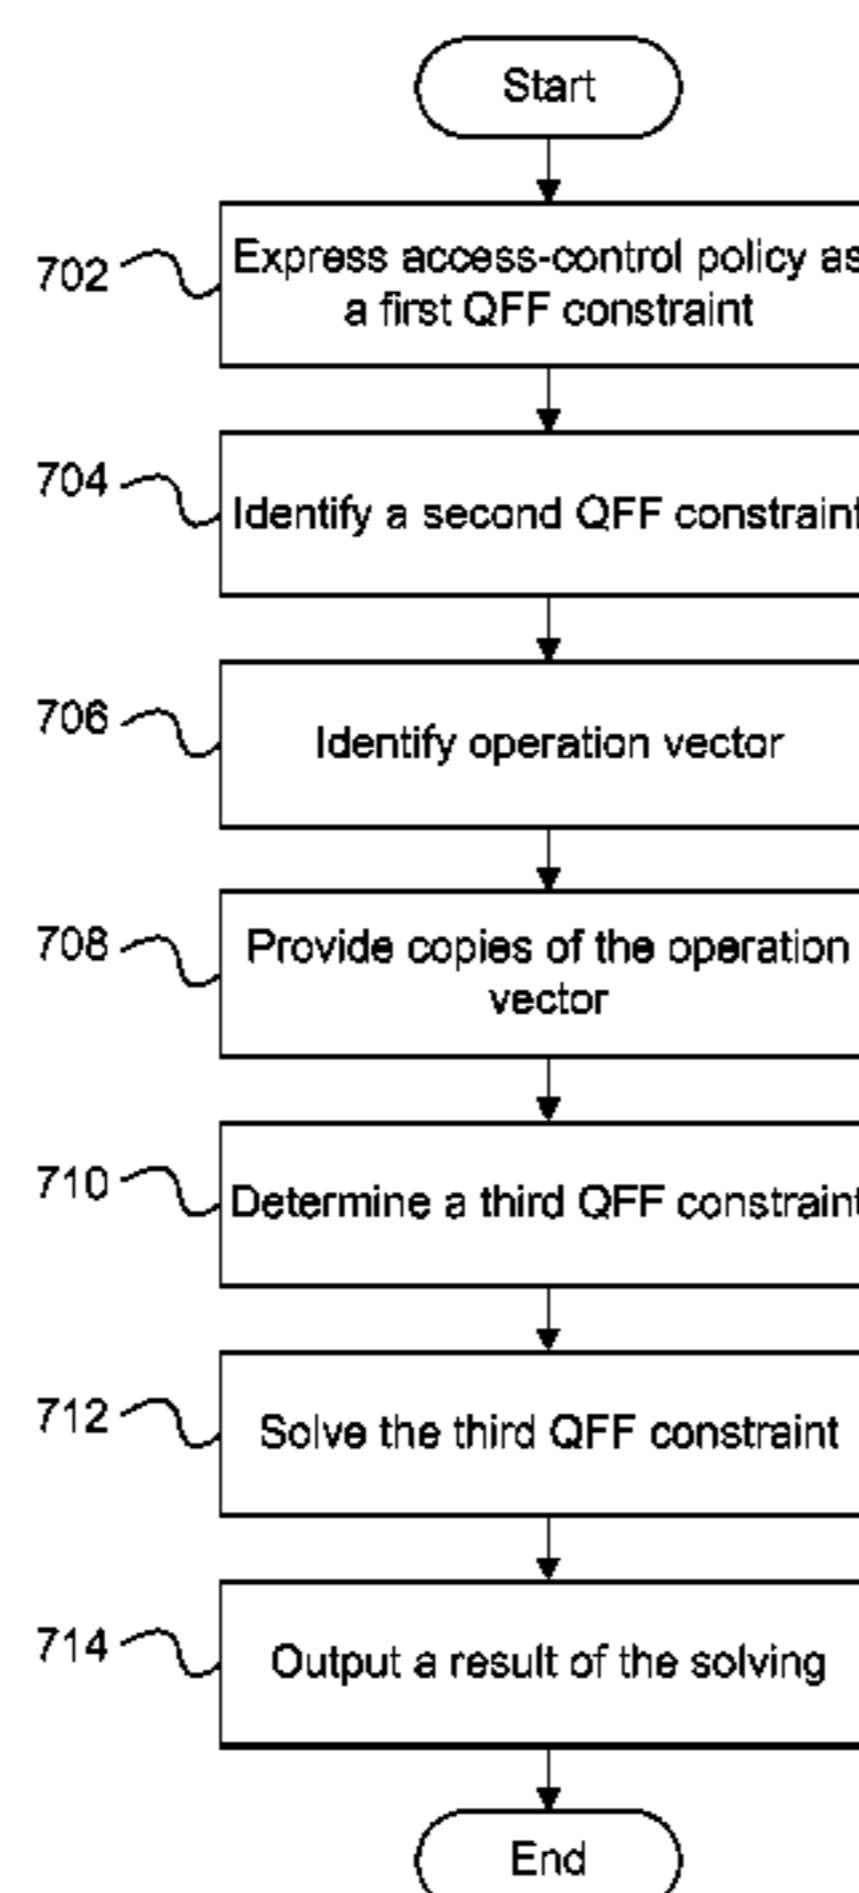 Start
702
Express access-control policy as
a first QFF constraint
704
Identify a second QFF constraint
706
Identify operation vector
708
Provide copies of the operation
vector
710
Determine a third QFF constraint
712
Solve the third QFF constraint
714
Output a result of the solving
End